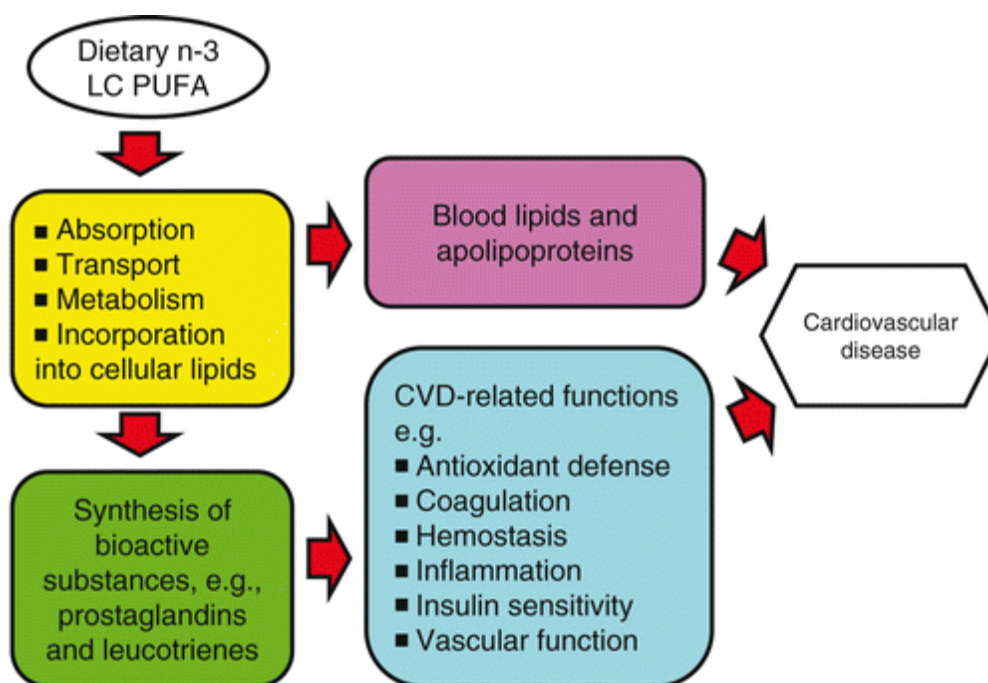 Dietary n-3
LC PUFA
■ Absorption
■ Transport
■ Metabolism
■ Incorporation
into cellular lipids
Blood lipids and
apolipoproteins
Cardiovascular
disease
Synthesis of
bioactive
substances, e.g.,
prostaglandins
and leucotrienes
CVD-related functions
e.g.
■ Antioxidant defense
■ Coagulation
■ Hemostasis
■ Inflammation
■ Insulin sensitivity
■ Vascular function